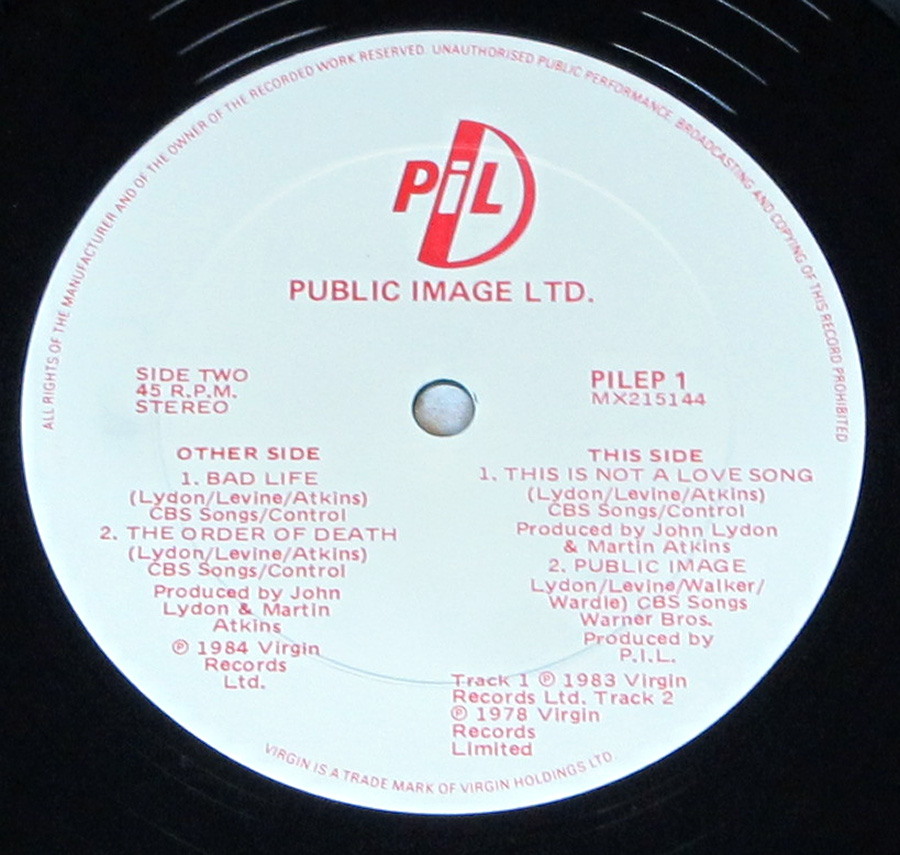 ALL RIGHTS OF THE MANUFACTURER AND OF THE OWNER OF THE RECORDED WORK RESERVED. UNAUTHORISED PUBLIC PERFORMANCE. BROADCASTING AND COPYING OF THIS RECORD PROHIBITED
PiL
PUBLIC IMAGE LTD.
SIDE TWO
45 R.P.M.
STEREO
PILEP 1
MX215144
OTHER SIDE
1. BAD LIFE
(Lydon/Levine/Atkins)
CBS Songs/Control
2. THE ORDER OF DEATH
(Lydon/Levine/Atkins)
CBS Songs/Control
Produced by John
Lydon & Martin
Atkins
℗ 1984 Virgin
Records
Ltd.
THIS SIDE
1. THIS IS NOT A LOVE SONG
(Lydon/Levine/Atkins)
CBS Songs/Control
Produced by John Lydon
& Martin Atkins
2. PUBLIC IMAGE
Lydon/Levine/Walker/
Wardle) CBS Songs
Warner Bros.
Produced by
P.I.L.
Track 1 ℗ 1983 Virgin
Records Ltd. Track 2
℗ 1978 Virgin
Records
Limited
VIRGIN IS A TRADE MARK OF VIRGIN HOLDINGS LTD.